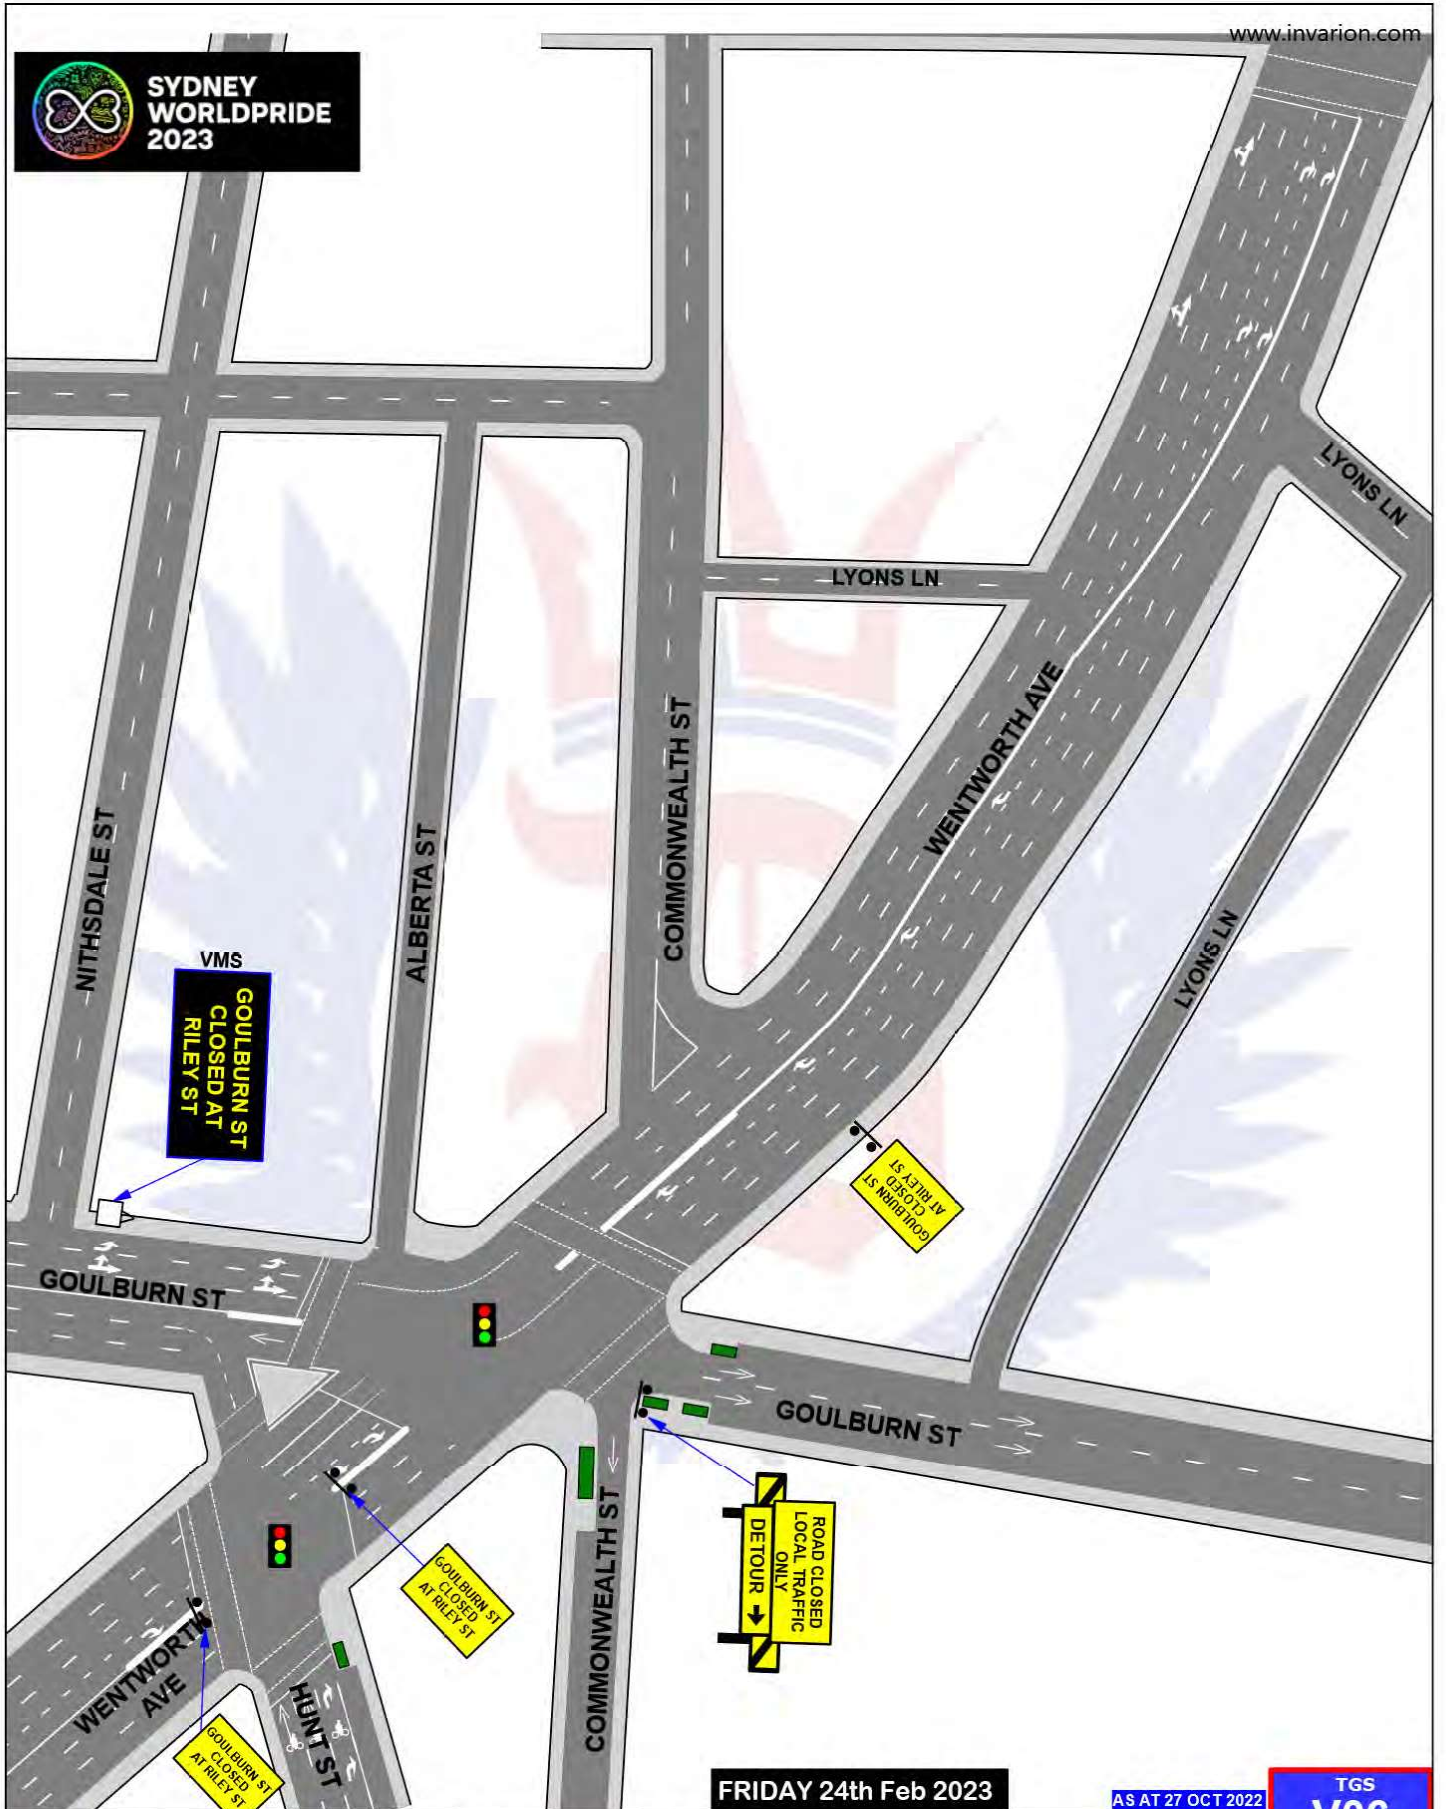 www.invarion.com
SYDNEY
WORLDPRIDE
2023
LYONS LN
LYONS LN
WENTWORTH AVE
COMMONWEALTH ST
NITHSDALE ST
ALBERTA ST
LYONS LN
VMS
GOULBURN ST
CLOSED AT
RILEY ST
GOULBURN ST
CLOSED
AT RILEY ST
GOULBURN ST
GOULBURN ST
ROAD CLOSED
LOCAL TRAFFIC
ONLY
DETOUR
GOULBURN ST
CLOSED
AT RILEY ST
COMMONWEALTH ST
WENTWORTH
AVE
HUNT ST
GOULBURN ST
CLOSED
AT RILEY ST
FRIDAY 24th Feb 2023
AS AT 27 OCT 2022
TGS